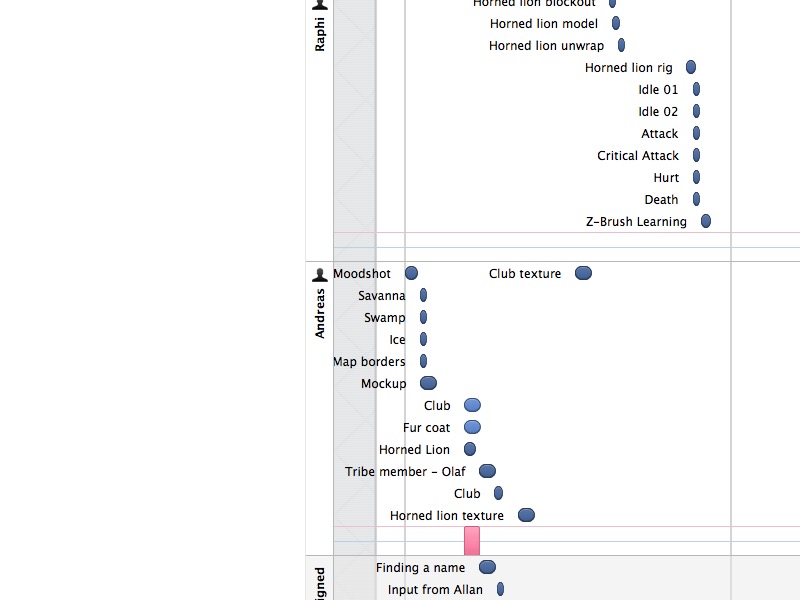 Horned lion blockout
Raphi
Horned lion model
Horned lion unwrap
Horned lion rig
Idle 01
Idle 02
Attack
Critical Attack
Hurt
Death
Z-Brush Learning
Andreas
Moodshot
Club texture
Savanna
Swamp
Ice
Map borders
Mockup
Club
Fur coat
Horned Lion
Tribe member – Olaf
Club
Horned lion texture
igned
Finding a name
Input from Allan